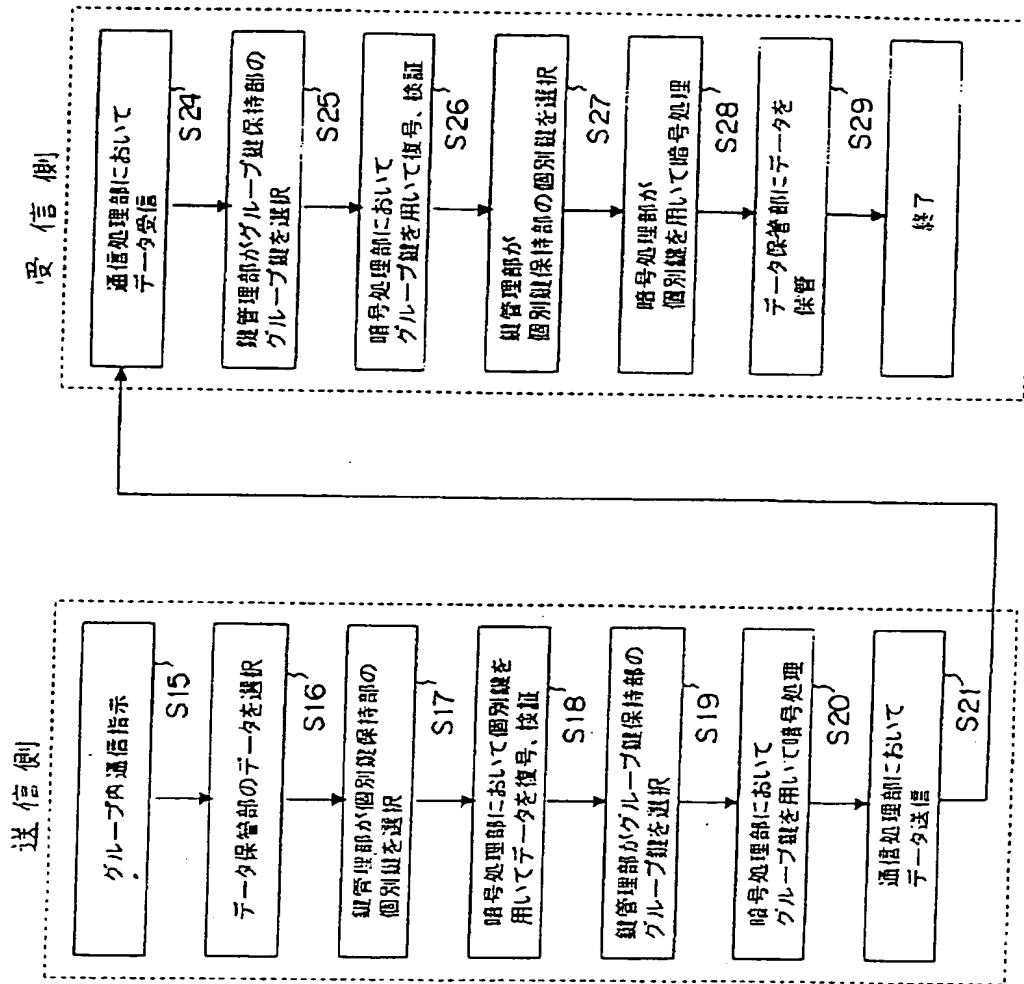 送信側
グループ内通信指示
S15
データ保管部のデータを選択
S16
鍵管理部が個別鍵保持部の
個別鍵を選択
S17
暗号処理部において個別鍵を
用いてデータを復号、検証
S18
鍵管理部がグループ鍵保持部の
グループ鍵を選択
S19
暗号処理部において
グループ鍵を用いて暗号処理
S20
通信処理部において
データ送信
S21
受信側
通信処理部において
データ受信
S24
鍵管理部がグループ鍵保持部の
グループ鍵を選択
S25
暗号処理部において
グループ鍵を用いて復号、検証
S26
鍵管理部が
個別鍵保持部の個別鍵を選択
S27
暗号処理部が
個別鍵を用いて暗号処理
S28
データ保管部にデータを
保管
S29
終了